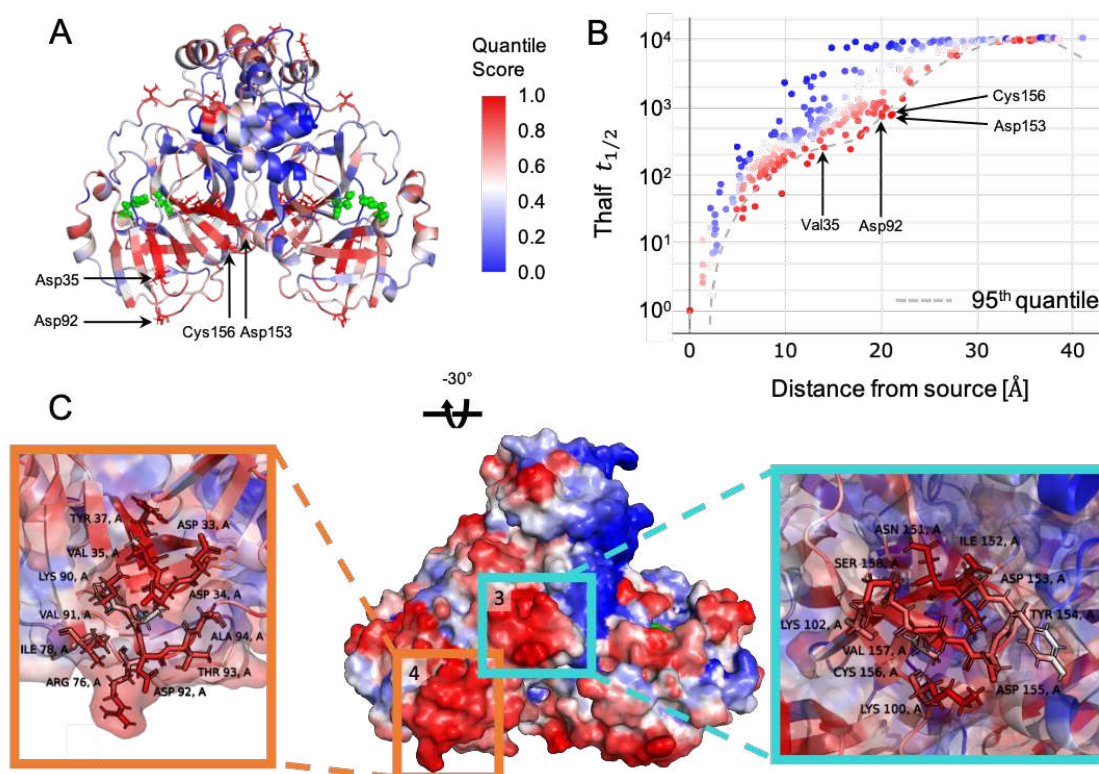 A
Quantile
Score
1.0
0.8
0.6
0.4
0.2
0.0
Asp35
Asp92
Cys156 Asp153
B
Thalf t1/2
10⁴
10³
10²
10¹
10⁰
Cys156
Asp153
Val35
Asp92
95th quantile
0
10
20
30
40
Distance from source [Å]
C
-30°
TYR 37, A
ASP 33, A
VAL 35, A
LYS 90, A
ASP 34, A
VAL 91, A
ILE 78, A
ALA 94, A
ARG 76, A
THR 93, A
ASP 92, A
3
4
ASN 151, A
ILE 152, A
SER 158, A
ASP 153, A
TYR 154, A
LYS 102, A
VAL 157, A
CYS 156, A
ASP 155, A
LYS 100, A